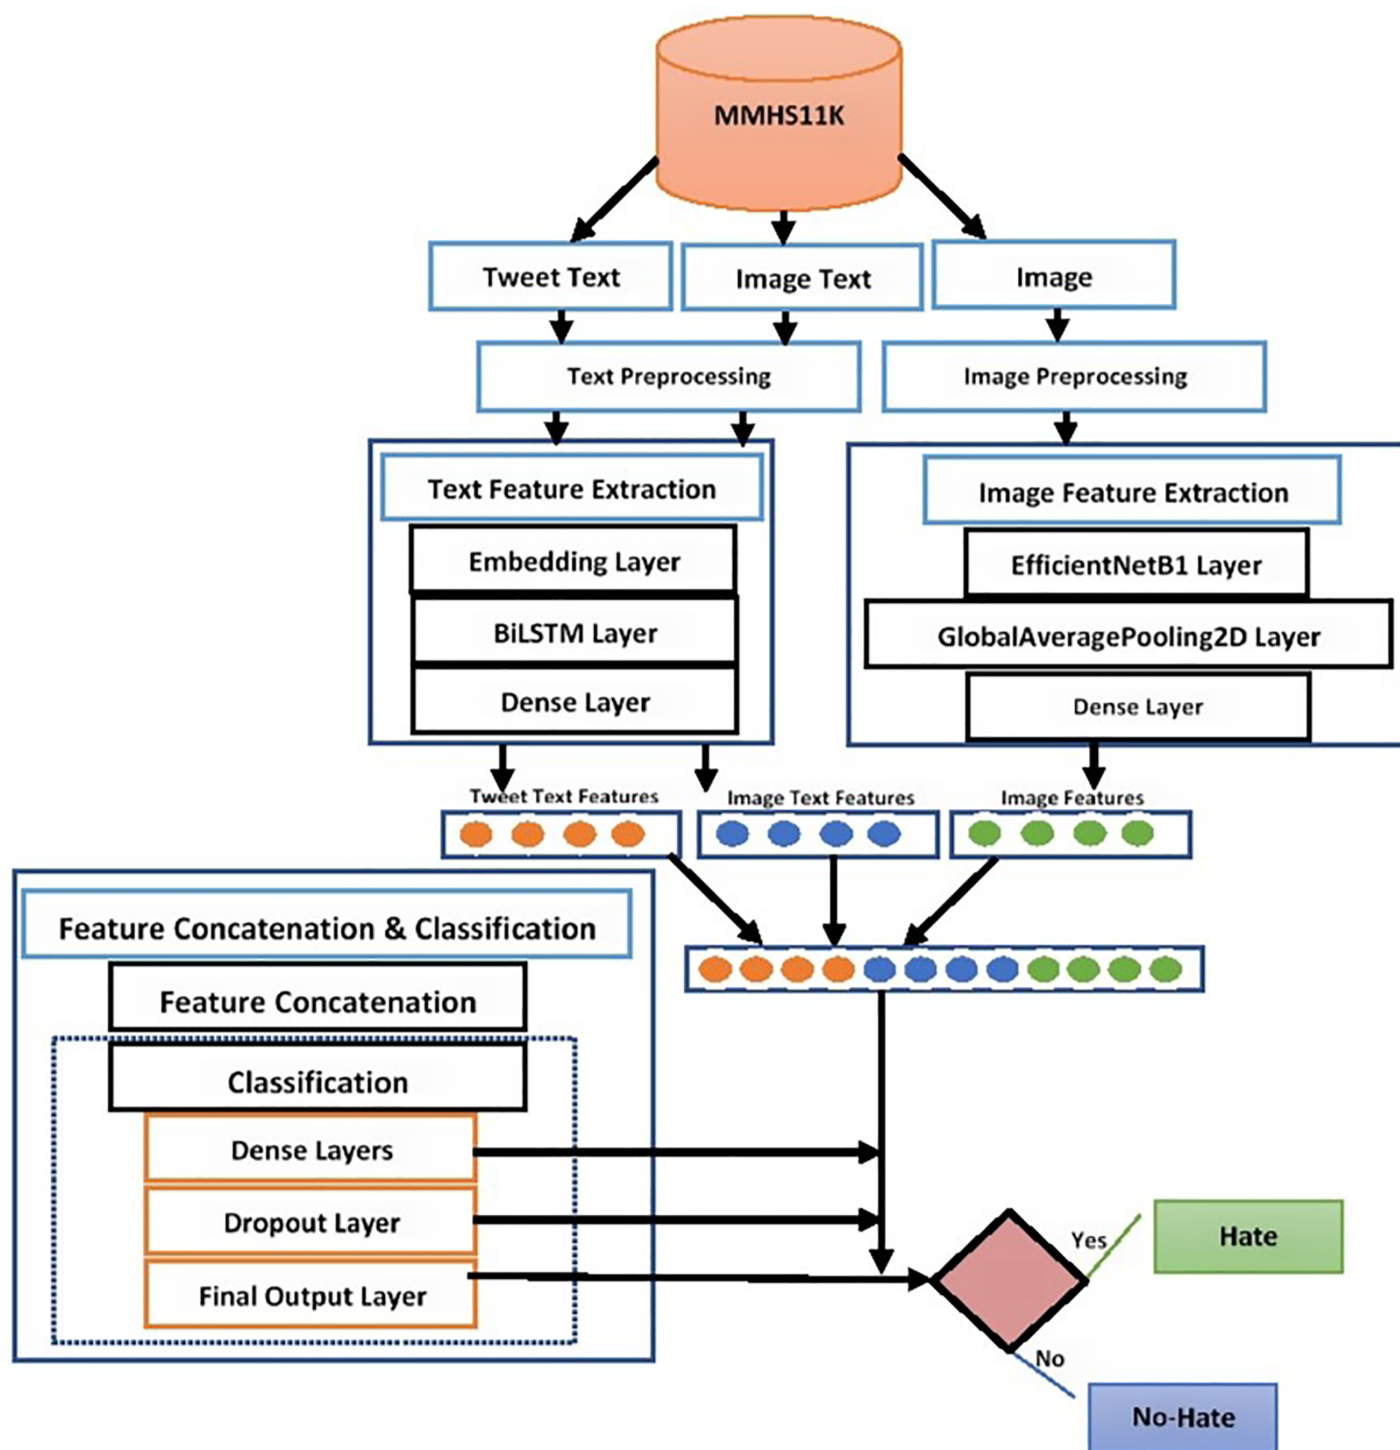 MMHS11K
Tweet Text
Image Text
Image
Text Preprocessing
Image Preprocessing
Text Feature Extraction
Embedding Layer
BiLSTM Layer
Dense Layer
Image Feature Extraction
EfficientNetB1 Layer
GlobalAveragePooling2D Layer
Dense Layer
Tweet Text Features
Image Text Features
Image Features
Feature Concatenation & Classification
Feature Concatenation
Classification
Dense Layers
Dropout Layer
Final Output Layer
Yes
Hate
No
No-Hate